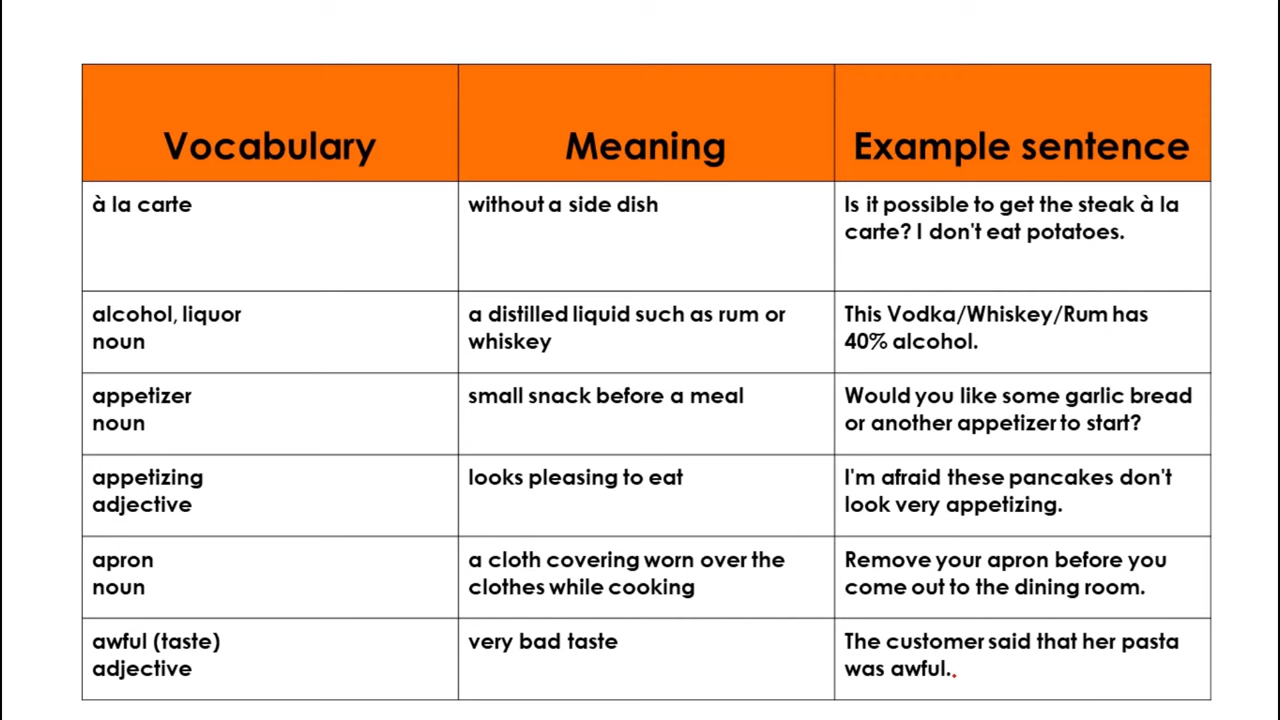 Vocabulary
Meaning
Example sentence
à la carte
without a side dish
Is it possible to get the steak à la
carte? I don't eat potatoes.
alcohol, liquor
noun
a distilled liquid such as rum or
whiskey
This Vodka/Whiskey/Rum has
40% alcohol.
appetizer
noun
small snack before a meal
Would you like some garlic bread
or another appetizer to start?
appetizing
adjective
looks pleasing to eat
I'm afraid these pancakes don't
look very appetizing.
apron
noun
a cloth covering worn over the
clothes while cooking
Remove your apron before you
come out to the dining room.
awful (taste)
adjective
very bad taste
The customer said that her pasta
was awful..